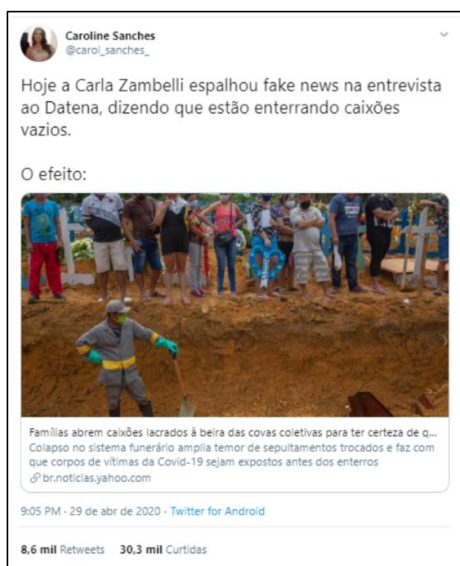 Caroline Sanches
@carol_sanches_
Hoje a Carla Zambelli espalhou fake news na entrevista
ao Datena, dizendo que estão enterrando caixões
vazios.
O efeito:
Famílias abrem caixões lacrados à beira das covas coletivas para ter certeza de q...
Colapso no sistema funerário amplia temor de sepultamentos trocados e faz com
que corpos de vítimas da Covid-19 sejam expostos antes dos enterros
br.noticias.yahoo.com
9:05 PM · 29 de abr de 2020 · Twitter for Android
8,6 mil Retweets 30,3 mil Curtidas